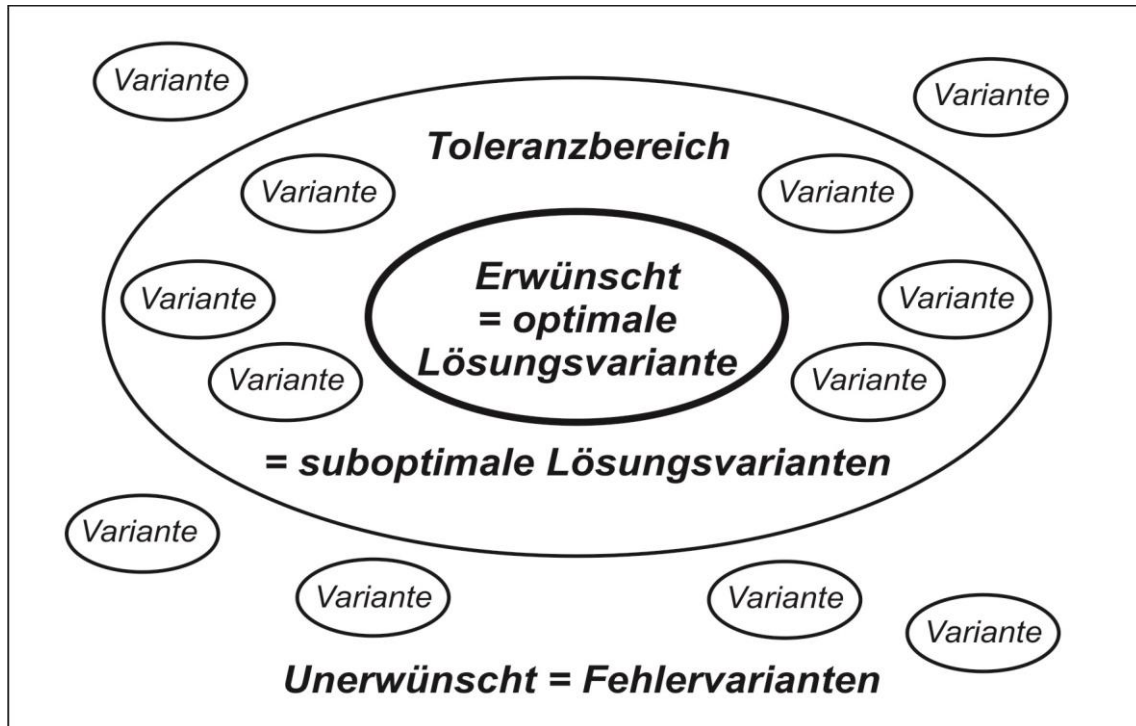 Variante
Variante
Toleranzbereich
Variante
Variante
Erwünscht
= optimale
Lösungsvariante
Variante
Variante
Variante
Variante
= suboptimale Lösungsvarianten
Variante
Variante
Variante
Variante
Unerwünscht = Fehlervarianten